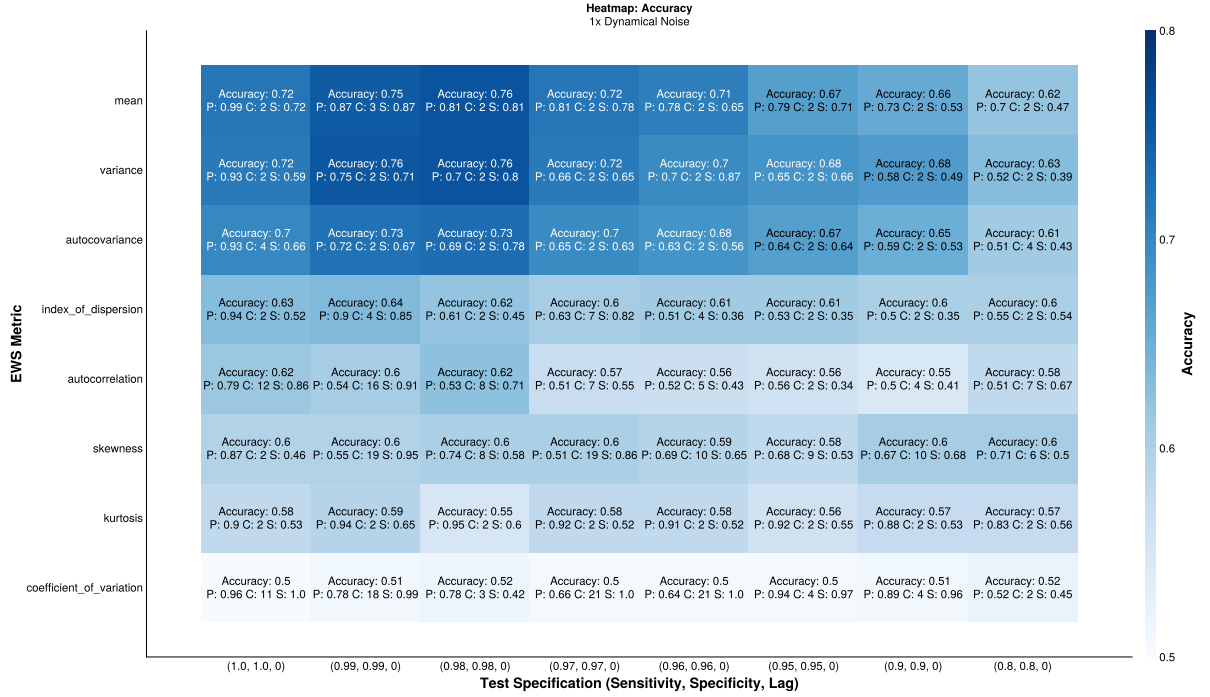 Heatmap: Accuracy
1x Dynamical Noise
EWS Metric
mean
Accuracy: 0.72
P: 0.99 C: 2 S: 0.72
Accuracy: 0.75
P: 0.87 C: 3 S: 0.87
Accuracy: 0.76
P: 0.81 C: 2 S: 0.81
Accuracy: 0.72
P: 0.81 C: 2 S: 0.78
Accuracy: 0.71
P: 0.78 C: 2 S: 0.65
Accuracy: 0.67
P: 0.79 C: 2 S: 0.71
Accuracy: 0.66
P: 0.73 C: 2 S: 0.53
Accuracy: 0.62
P: 0.7 C: 2 S: 0.47
variance
Accuracy: 0.72
P: 0.93 C: 2 S: 0.59
Accuracy: 0.76
P: 0.75 C: 2 S: 0.71
Accuracy: 0.76
P: 0.7 C: 2 S: 0.8
Accuracy: 0.72
P: 0.66 C: 2 S: 0.65
Accuracy: 0.7
P: 0.7 C: 2 S: 0.87
Accuracy: 0.68
P: 0.65 C: 2 S: 0.66
Accuracy: 0.68
P: 0.58 C: 2 S: 0.49
Accuracy: 0.63
P: 0.52 C: 2 S: 0.39
autocovariance
Accuracy: 0.7
P: 0.93 C: 4 S: 0.66
Accuracy: 0.73
P: 0.72 C: 2 S: 0.67
Accuracy: 0.73
P: 0.69 C: 2 S: 0.78
Accuracy: 0.7
P: 0.65 C: 2 S: 0.63
Accuracy: 0.68
P: 0.63 C: 2 S: 0.56
Accuracy: 0.67
P: 0.64 C: 2 S: 0.64
Accuracy: 0.65
P: 0.59 C: 2 S: 0.53
Accuracy: 0.61
P: 0.51 C: 4 S: 0.43
index_of_dispersion
Accuracy: 0.63
P: 0.94 C: 2 S: 0.52
Accuracy: 0.64
P: 0.9 C: 4 S: 0.85
Accuracy: 0.62
P: 0.61 C: 2 S: 0.45
Accuracy: 0.6
P: 0.63 C: 7 S: 0.82
Accuracy: 0.61
P: 0.51 C: 4 S: 0.36
Accuracy: 0.61
P: 0.53 C: 2 S: 0.35
Accuracy: 0.6
P: 0.5 C: 2 S: 0.35
Accuracy: 0.6
P: 0.55 C: 2 S: 0.54
autocorrelation
Accuracy: 0.62
P: 0.79 C: 12 S: 0.86
Accuracy: 0.6
P: 0.54 C: 16 S: 0.91
Accuracy: 0.62
P: 0.53 C: 8 S: 0.71
Accuracy: 0.57
P: 0.51 C: 7 S: 0.55
Accuracy: 0.56
P: 0.52 C: 5 S: 0.43
Accuracy: 0.56
P: 0.56 C: 2 S: 0.34
Accuracy: 0.55
P: 0.5 C: 4 S: 0.41
Accuracy: 0.58
P: 0.51 C: 7 S: 0.67
skewness
Accuracy: 0.6
P: 0.87 C: 2 S: 0.46
Accuracy: 0.6
P: 0.55 C: 19 S: 0.95
Accuracy: 0.6
P: 0.74 C: 8 S: 0.58
Accuracy: 0.6
P: 0.51 C: 19 S: 0.86
Accuracy: 0.59
P: 0.69 C: 10 S: 0.65
Accuracy: 0.58
P: 0.68 C: 9 S: 0.53
Accuracy: 0.6
P: 0.67 C: 10 S: 0.68
Accuracy: 0.6
P: 0.71 C: 6 S: 0.5
kurtosis
Accuracy: 0.58
P: 0.9 C: 2 S: 0.53
Accuracy: 0.59
P: 0.94 C: 2 S: 0.65
Accuracy: 0.55
P: 0.95 C: 2 S: 0.6
Accuracy: 0.58
P: 0.92 C: 2 S: 0.52
Accuracy: 0.58
P: 0.91 C: 2 S: 0.52
Accuracy: 0.56
P: 0.92 C: 2 S: 0.55
Accuracy: 0.57
P: 0.88 C: 2 S: 0.53
Accuracy: 0.57
P: 0.83 C: 2 S: 0.56
coefficient_of_variation
Accuracy: 0.5
P: 0.96 C: 11 S: 1.0
Accuracy: 0.51
P: 0.78 C: 18 S: 0.99
Accuracy: 0.52
P: 0.78 C: 3 S: 0.42
Accuracy: 0.5
P: 0.66 C: 21 S: 1.0
Accuracy: 0.5
P: 0.64 C: 21 S: 1.0
Accuracy: 0.5
P: 0.94 C: 4 S: 0.97
Accuracy: 0.51
P: 0.89 C: 4 S: 0.96
Accuracy: 0.52
P: 0.52 C: 2 S: 0.45
(1.0, 1.0, 0)
(0.99, 0.99, 0)
(0.98, 0.98, 0)
(0.97, 0.97, 0)
(0.96, 0.96, 0)
(0.95, 0.95, 0)
(0.9, 0.9, 0)
(0.8, 0.8, 0)
Test Specification (Sensitivity, Specificity, Lag)
0.8
0.7
0.6
0.5
Accuracy